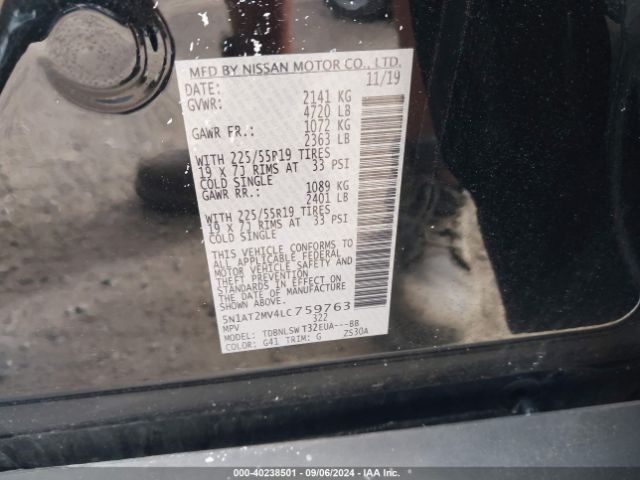 MFD BY NISSAN MOTOR CO., LTD.
DATE: 11/19
GVWR: 2141 KG
4720 LB
GAWR FR.: 1072 KG
2363 LB
WITH 225/55R19 TIRES
19 X 7J RIMS AT 33 PSI
COLD SINGLE
GAWR RR.: 1089 KG
2401 LB
WITH 225/55R19 TIRES
19 X 7J RIMS AT 33 PSI
COLD SINGLE
THIS VEHICLE CONFORMS TO
ALL APPLICABLE FEDERAL
MOTOR VEHICLE SAFETY AND
THEFT PREVENTION
STANDARDS IN EFFECT ON
THE DATE OF MANUFACTURE
SHOWN ABOVE.
5N1AT2MV4LC759763
MPV 322
MODEL: TDBNLSWT32EUA---BB
COLOR: G41 TRIM: G ZS30A
000-40238501 - 09/06/2024 - IAA Inc.